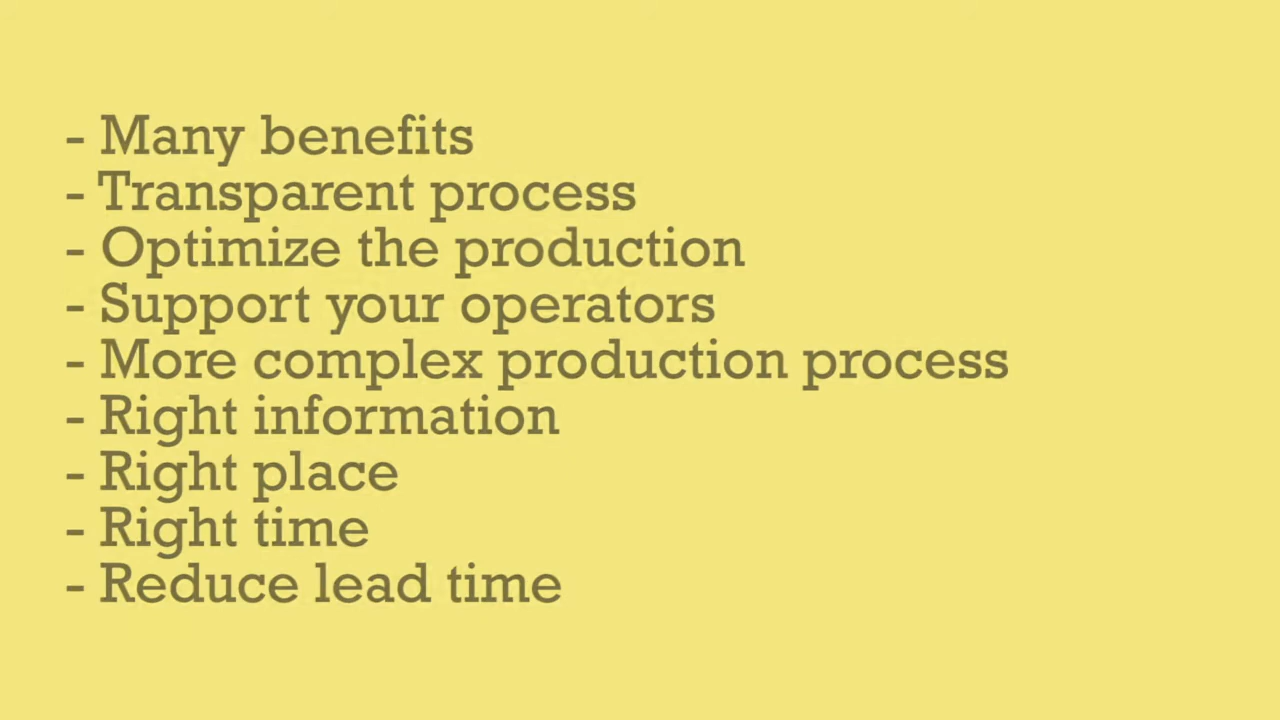 - Many benefits
- Transparent process
- Optimize the production
- Support your operators
- More complex production process
- Right information
- Right place
- Right time
- Reduce lead time